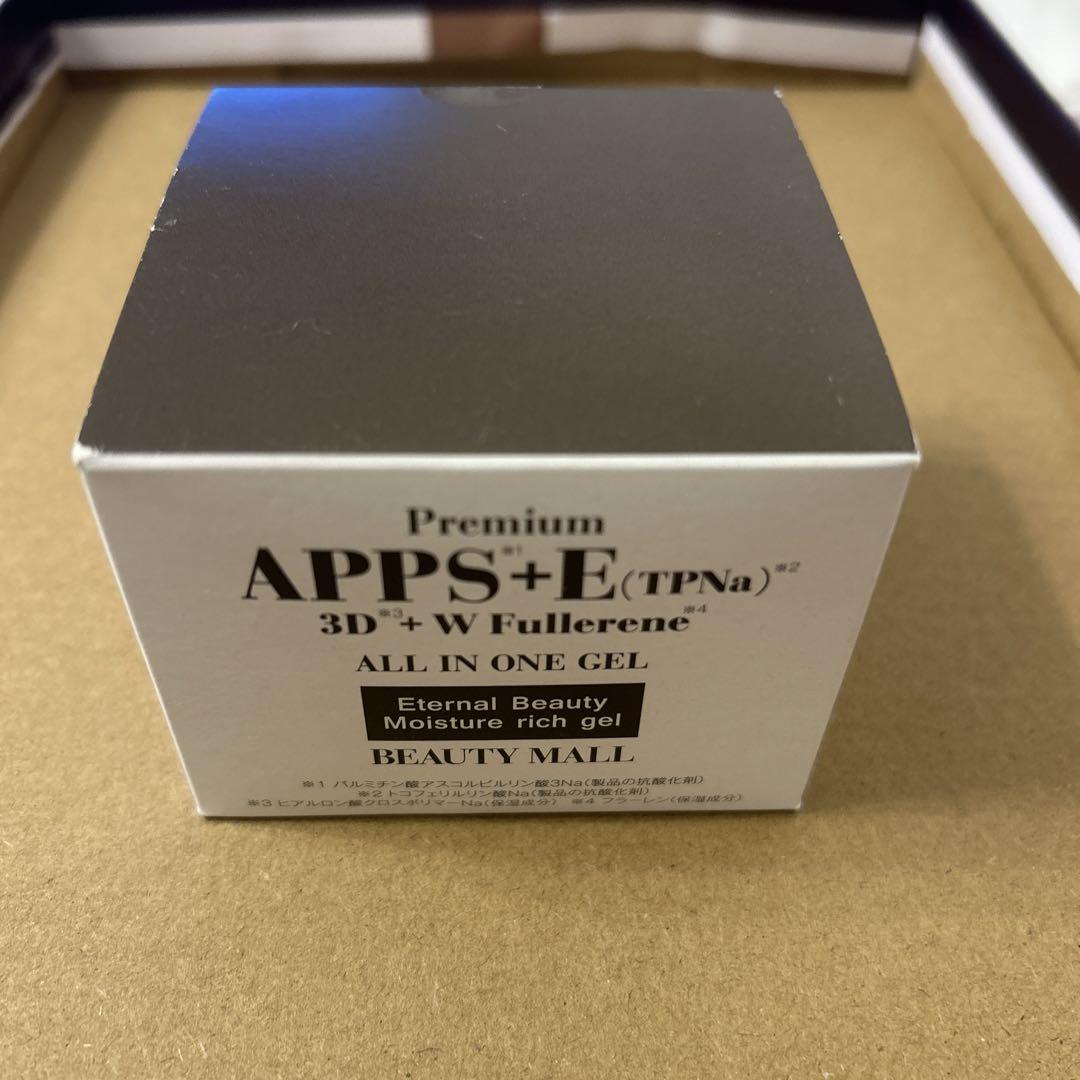 Premium
APPS※1+E(TPNa)※2
3D※3+W Fullerene※4
ALL IN ONE GEL
Eternal Beauty
Moisture rich gel
BEAUTY MALL
※1 パルミチン酸アスコルビルリン酸3Na(製品の抗酸化剤)
※2 トコフェリルリン酸Na(製品の抗酸化剤)
※3 ヒアルロン酸クロスポリマーNa(保湿成分) ※4 フラーレン(保湿成分)